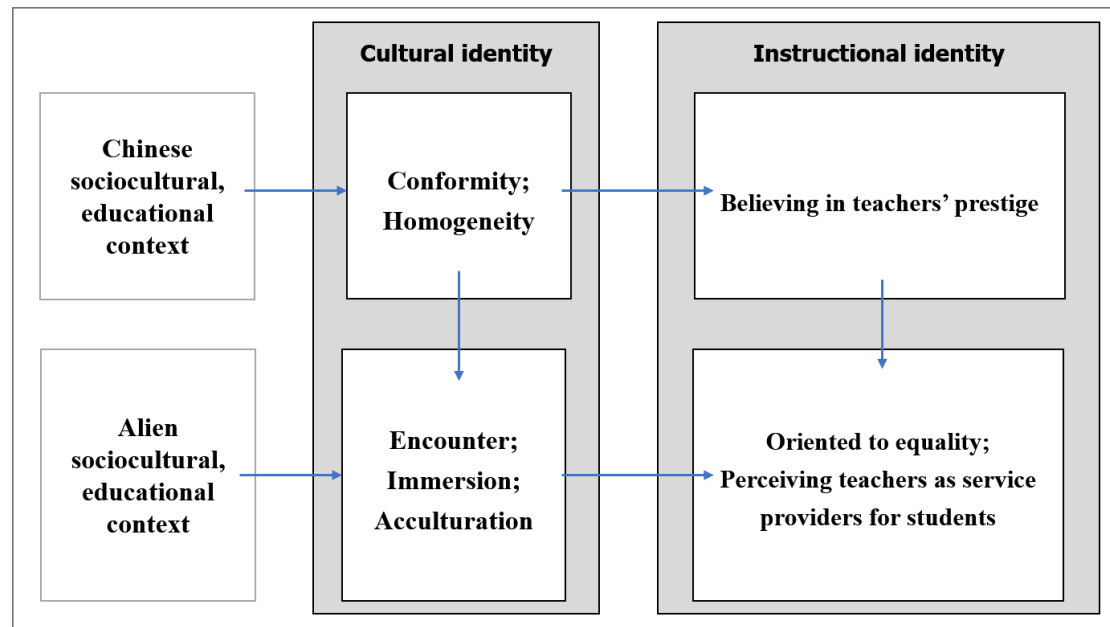 Cultural identity
Instructional identity
Chinese
sociocultural,
educational
context
Conformity;
Homogeneity
Believing in teachers’ prestige
Alien
sociocultural,
educational
context
Encounter;
Immersion;
Acculturation
Oriented to equality;
Perceiving teachers as service
providers for students